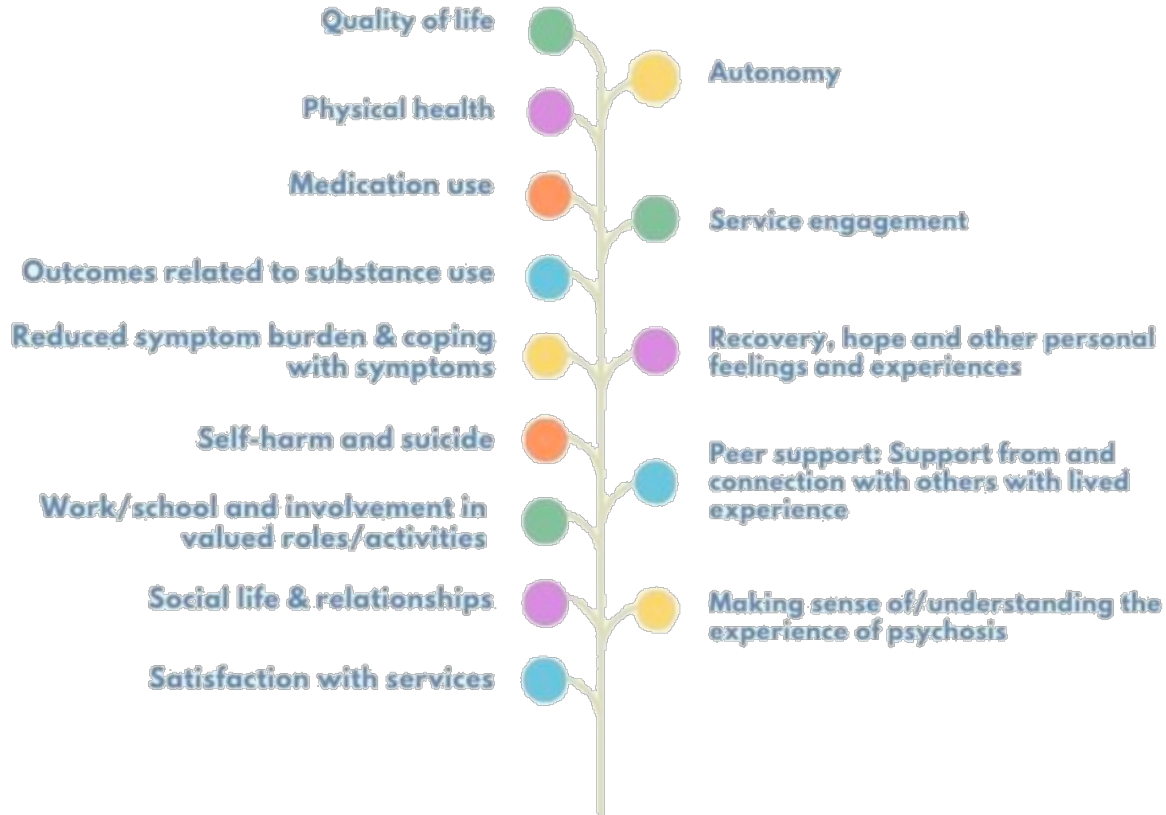 Quality of life
Autonomy
Physical health
Medication use
Service engagement
Outcomes related to substance use
Reduced symptom burden & coping
with symptoms
Recovery, hope and other personal
feelings and experiences
Self-harm and suicide
Peer support: Support from and
connection with others with lived
experience
Work/school and involvement in
valued roles/activities
Social life & relationships
Making sense of/understanding the
experience of psychosis
Satisfaction with services